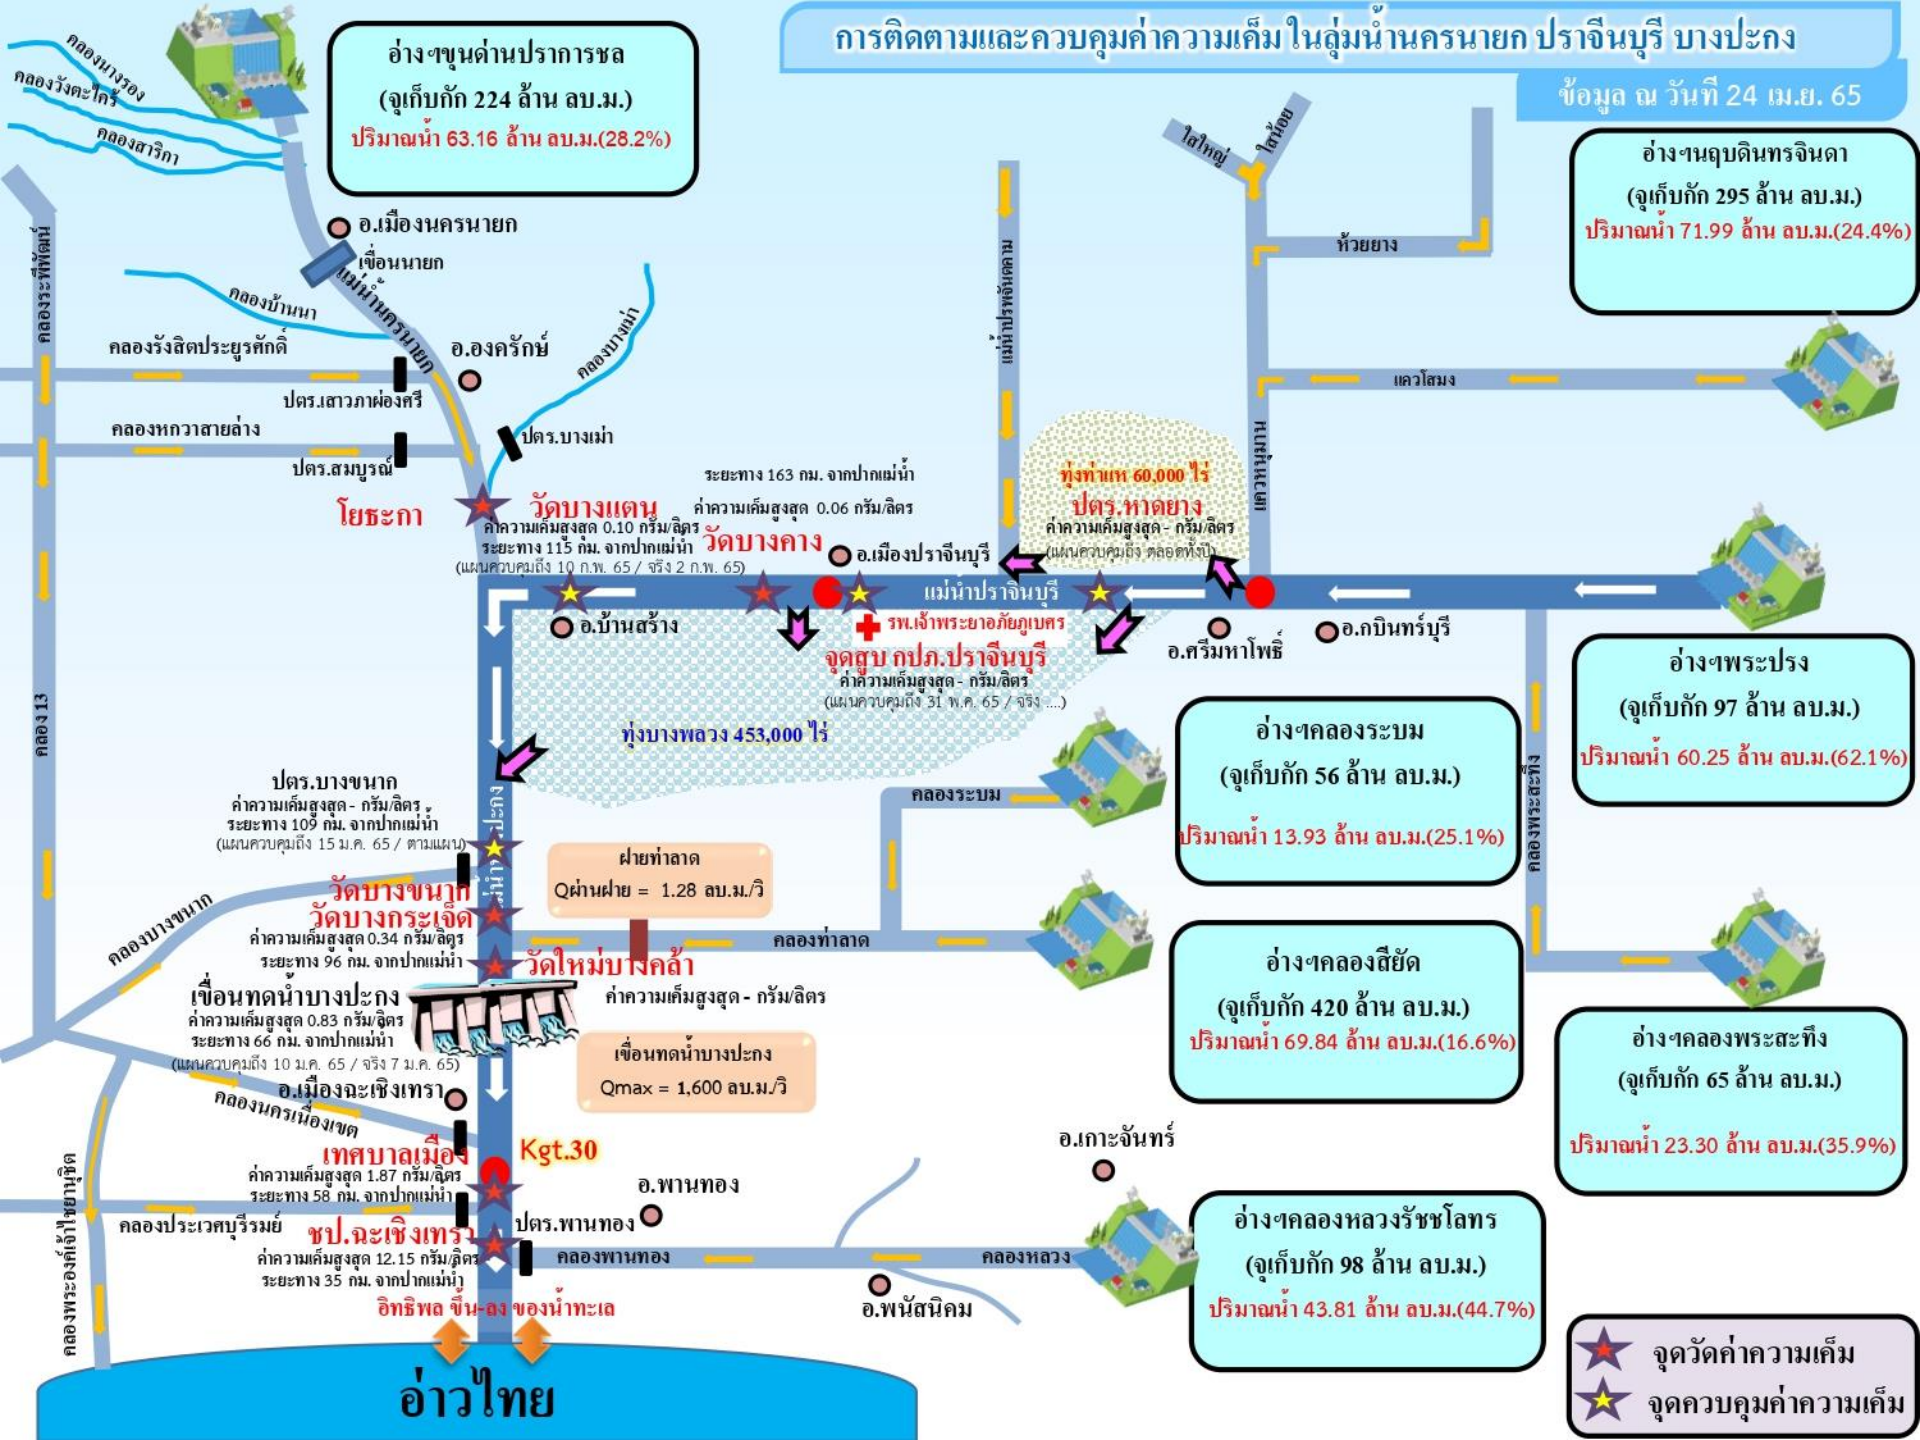 การติดตามและควบคุมค่าความเค็ม ในลุ่มน้ำนครนายก ปราจีนบุรี บางปะกง
ข้อมูล ณ วันที่ 24 เม.ย. 65
คลองนางรอง
คลองวังตะไคร้
คลองสาริกา
อ่างฯขุนด่านปราการชล
(จุเก็บกัก 224 ล้าน ลบ.ม.)
ปริมาณน้ำ 63.16 ล้าน ลบ.ม.(28.2%)
ใสใหญ่
ใสน้อย
อ่างฯนฤบดินทรจินดา
(จุเก็บกัก 295 ล้าน ลบ.ม.)
ปริมาณน้ำ 71.99 ล้าน ลบ.ม.(24.4%)
อ.เมืองนครนายก
เขื่อนนายก
แม่น้ำนครนายก
คลองระพีพัฒน์
คลองบ้านนา
ห้วยยาง
แม่น้ำประจันตคาม
คลองรังสิตประยูรศักดิ์
อ.องครักษ์
คลองบางเม่า
ปตร.เสาวภาผ่องศรี
แควโสมง
แควหนุมาน
คลองหกวาสายล่าง
ปตร.สมบูรณ์
ปตร.บางเม่า
โยธะกา
วัดบางแตน
ค่าความเค็มสูงสุด 0.10 กรัม/ลิตร
ระยะทาง 115 กม. จากปากแม่น้ำ
(แผนควบคุมถึง 10 ก.พ. 65 / จริง 2 ก.พ. 65)
ระยะทาง 163 กม. จากปากแม่น้ำ
ค่าความเค็มสูงสุด 0.06 กรัม/ลิตร
วัดบางคาง
อ.เมืองปราจีนบุรี
ทุ่งท่าแห 60,000 ไร่
ปตร.หาดยาง
ค่าความเค็มสูงสุด - กรัม/ลิตร
(แผนควบคุมถึง ตลอดทั้งปี)
แม่น้ำปราจีนบุรี
อ.บ้านสร้าง
รพ.เจ้าพระยาอภัยภูเบศร
จุดสูบ กปภ.ปราจีนบุรี
ค่าความเค็มสูงสุด - กรัม/ลิตร
(แผนควบคุมถึง 31 พ.ค. 65 / จริง ....)
อ.ศรีมหาโพธิ์
อ.กบินทร์บุรี
ทุ่งบางพลวง 453,000 ไร่
คลอง 13
อ่างฯพระปรง
(จุเก็บกัก 97 ล้าน ลบ.ม.)
ปริมาณน้ำ 60.25 ล้าน ลบ.ม.(62.1%)
คลองพระสะทึง
อ่างฯคลองระบม
(จุเก็บกัก 56 ล้าน ลบ.ม.)
ปริมาณน้ำ 13.93 ล้าน ลบ.ม.(25.1%)
คลองระบม
ปตร.บางขนาก
ค่าความเค็มสูงสุด - กรัม/ลิตร
ระยะทาง 109 กม. จากปากแม่น้ำ
(แผนควบคุมถึง 15 ม.ค. 65 / ตามแผน)
วัดบางขนาก
วัดบางกระเจ็ด
ค่าความเค็มสูงสุด 0.34 กรัม/ลิตร
ระยะทาง 96 กม. จากปากแม่น้ำ
คลองบางขนาก
ฝายท่าลาด
Qผ่านฝาย = 1.28 ลบ.ม./วิ
คลองท่าลาด
วัดใหม่บางคล้า
ค่าความเค็มสูงสุด - กรัม/ลิตร
อ่างฯคลองสียัด
(จุเก็บกัก 420 ล้าน ลบ.ม.)
ปริมาณน้ำ 69.84 ล้าน ลบ.ม.(16.6%)
เขื่อนทดน้ำบางปะกง
ค่าความเค็มสูงสุด 0.83 กรัม/ลิตร
ระยะทาง 66 กม. จากปากแม่น้ำ
(แผนควบคุมถึง 10 ม.ค. 65 / จริง 7 ม.ค. 65)
เขื่อนทดน้ำบางปะกง
Qmax = 1,600 ลบ.ม./วิ
อ่างฯคลองพระสะทึง
(จุเก็บกัก 65 ล้าน ลบ.ม.)
ปริมาณน้ำ 23.30 ล้าน ลบ.ม.(35.9%)
อ.เมืองฉะเชิงเทรา
คลองนครเนื่องเขต
เทศบาลเมือง
ค่าความเค็มสูงสุด 1.87 กรัม/ลิตร
ระยะทาง 58 กม. จากปากแม่น้ำ
Kgt.30
อ.เกาะจันทร์
อ.พานทอง
คลองประเวศบุรีรมย์
คลองพระองค์เจ้าไชยานุชิต
ชป.ฉะเชิงเทรา
ค่าความเค็มสูงสุด 12.15 กรัม/ลิตร
ระยะทาง 35 กม. จากปากแม่น้ำ
ปตร.พานทอง
คลองพานทอง
คลองหลวง
อ.พนัสนิคม
อ่างฯคลองหลวงรัชชโลทร
(จุเก็บกัก 98 ล้าน ลบ.ม.)
ปริมาณน้ำ 43.81 ล้าน ลบ.ม.(44.7%)
อิทธิพล ขึ้น-ลง ของน้ำทะเล
อ่าวไทย
จุดวัดค่าความเค็ม
จุดควบคุมค่าความเค็ม